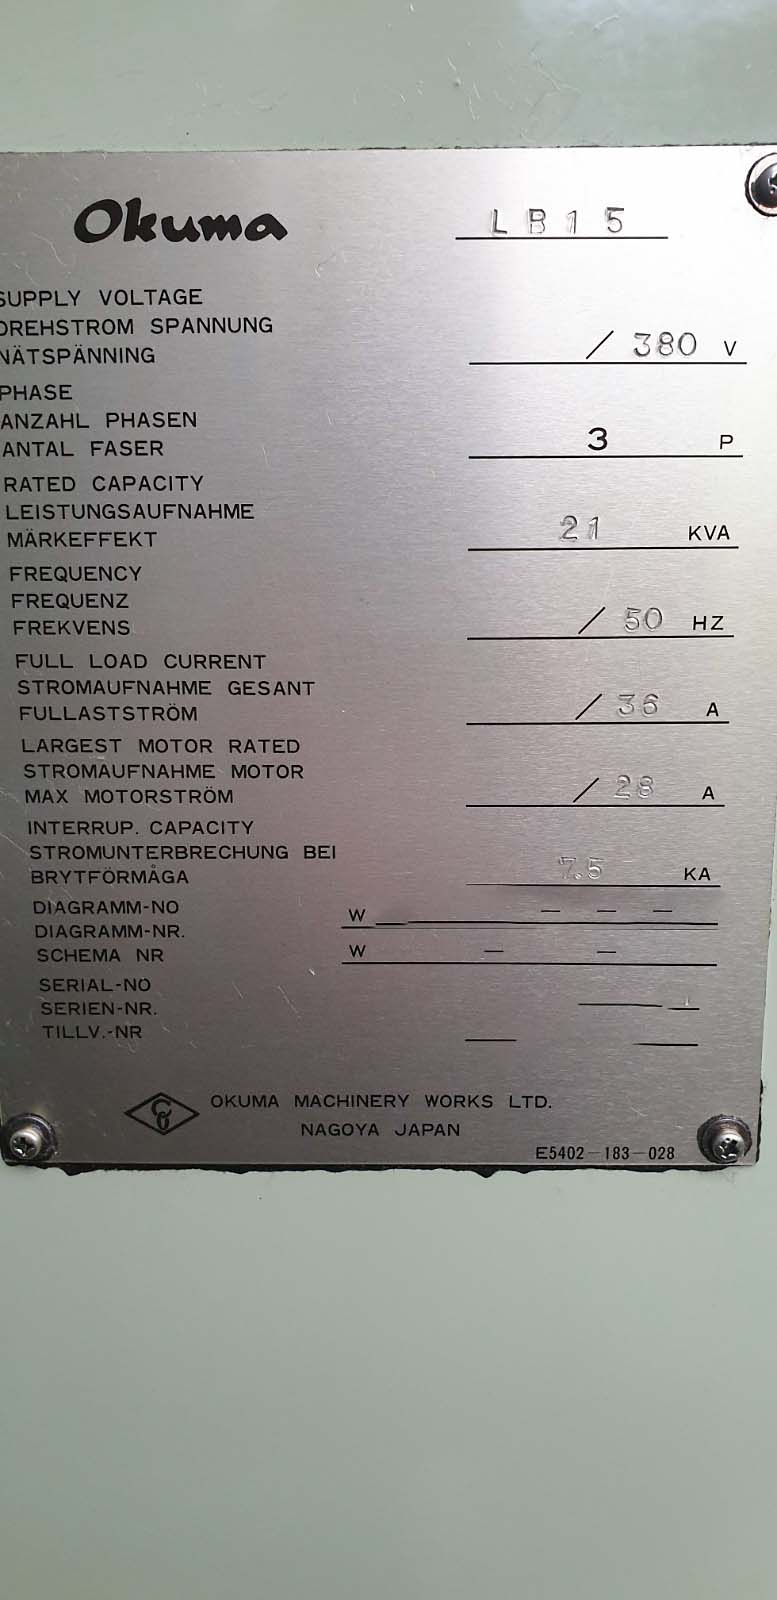 Okuma LB15
SUPPLY VOLTAGE
DREHSTROM SPANNUNG
NÄTSPÄNNING / 380 V
PHASE
ANZAHL PHASEN
ANTAL FASER 3 P
RATED CAPACITY
LEISTUNGSAUFNAHME
MÄRKEFFEKT 21 KVA
FREQUENCY
FREQUENZ
FREKVENS / 50 HZ
FULL LOAD CURRENT
STROMAUFNAHME GESANT
FULLASTSTRÖM / 36 A
LARGEST MOTOR RATED
STROMAUFNAHME MOTOR
MAX MOTORSTRÖM / 28 A
INTERRUP. CAPACITY
STROMUNTERBRECHUNG BEI
BRYTFÖRMÅGA 7.5 KA
DIAGRAMM-NO W — — —
DIAGRAMM-NR.
SCHEMA NR W — —
SERIAL-NO
SERIEN-NR.
TILLV.-NR
OKUMA MACHINERY WORKS LTD.
NAGOYA JAPAN
E5402-183-028